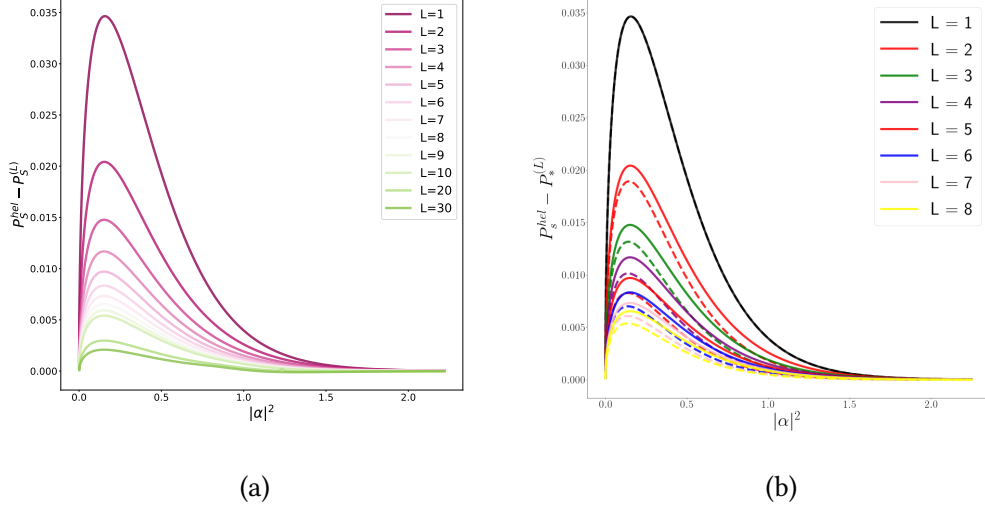 0.035
0.030
0.025
0.020
0.015
0.010
0.005
0.000
P_S^{hel} − P_S^{(L)}
0.0
0.5
1.0
1.5
2.0
|α|²
L=1
L=2
L=3
L=4
L=5
L=6
L=7
L=8
L=9
L=10
L=20
L=30
(a)
0.035
0.030
0.025
0.020
0.015
0.010
0.005
0.000
P_s^{hel} − P_*^{(L)}
0.0
0.5
1.0
1.5
2.0
|α|²
L = 1
L = 2
L = 3
L = 4
L = 5
L = 6
L = 7
L = 8
(b)